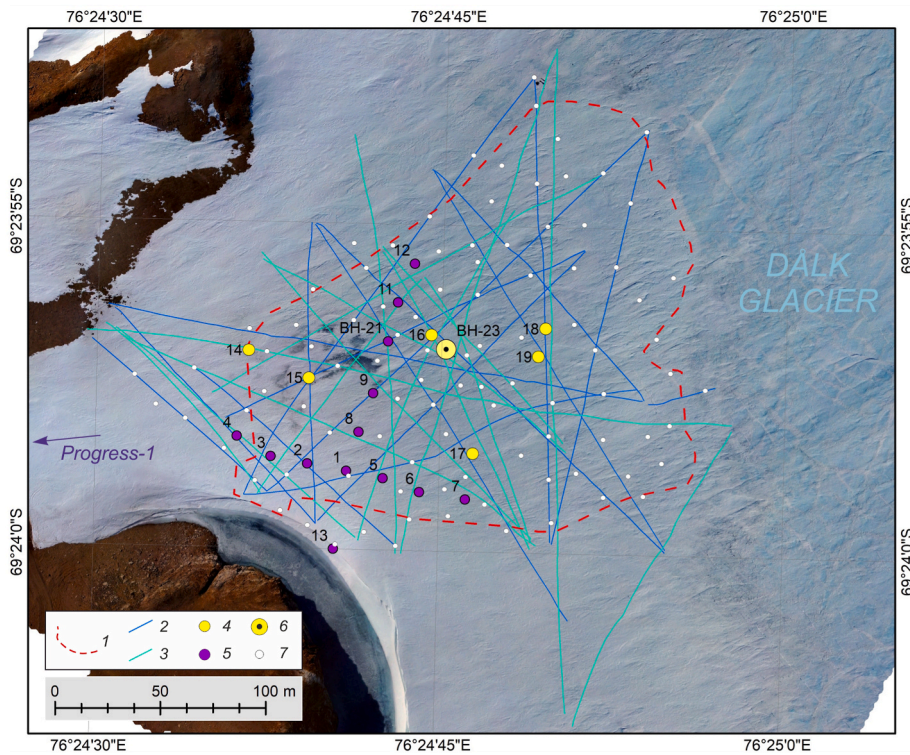 76°24'30"E 76°24'45"E 76°25'0"E
69°23'55"S
69°23'55"S
DÅLK
GLACIER
12
11
BH-21
16
BH-23
18
14
19
15
9
4
8
3
2
17
1
5
6
7
Progress-1
13
69°24'0"S
69°24'0"S
1 2 4 6
3 5 7
0 50 100 m
76°24'30"E 76°24'45"E 76°25'0"E